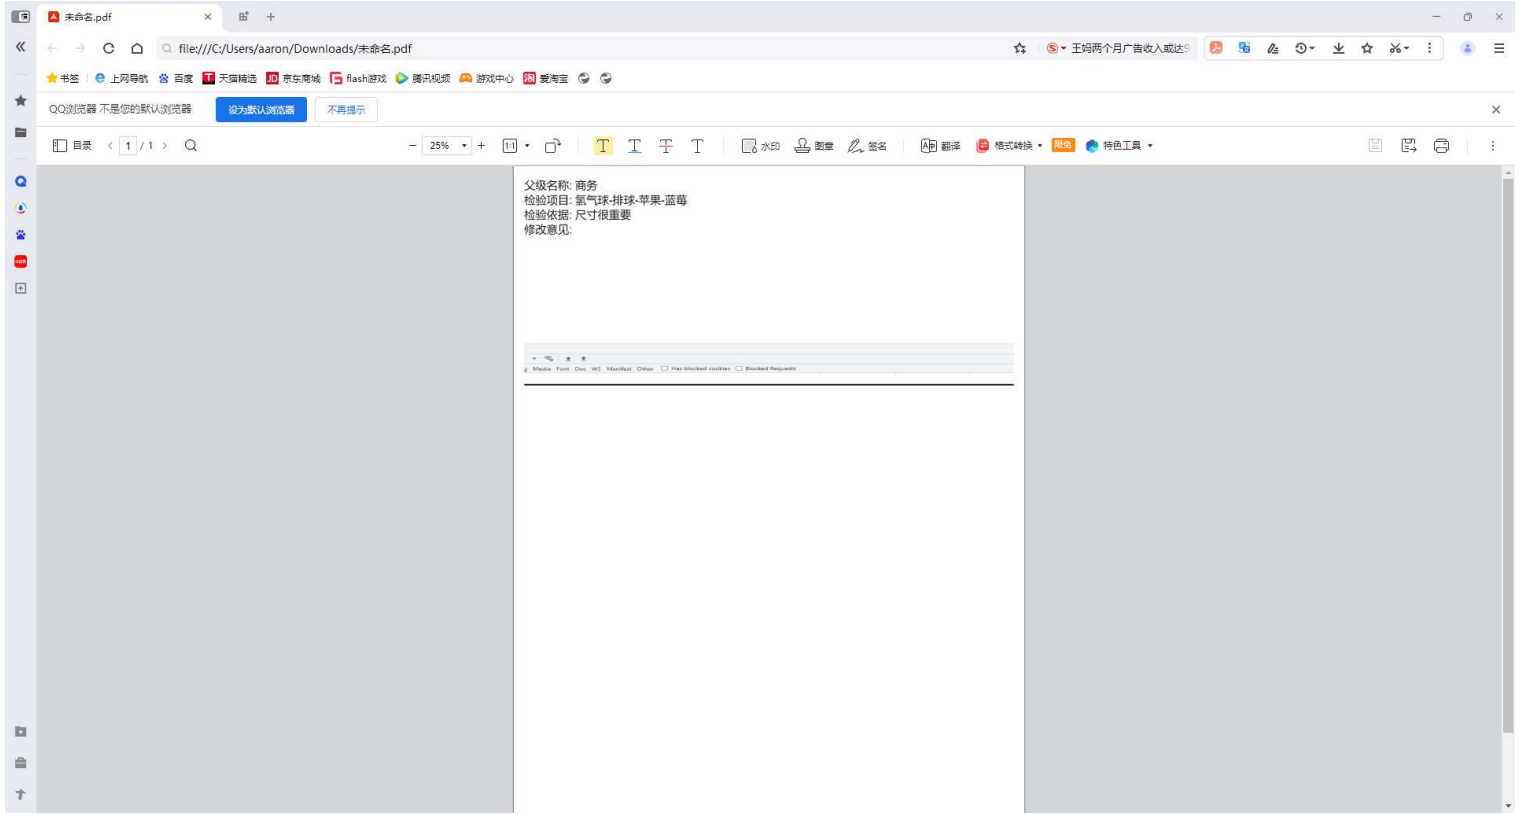 未命名.pdf
file:///C:/Users/aaron/Downloads/未命名.pdf
王妈两个月广告收入或达9
书签 上网导航 百度 天猫精选 京东商城 flash游戏 腾讯视频 游戏中心 爱淘宝
QQ浏览器 不是您的默认浏览器 设为默认浏览器 不再提示
目录 1 / 1 25% 1:1 水印 图章 签名 翻译 格式转换 限免 特色工具
父级名称: 商务
检验项目: 氢气球-排球-苹果-蓝莓
检验依据: 尺寸很重要
修改意见:
Media Font Doc WS Manifest Other Has blocked cookies Blocked Requests